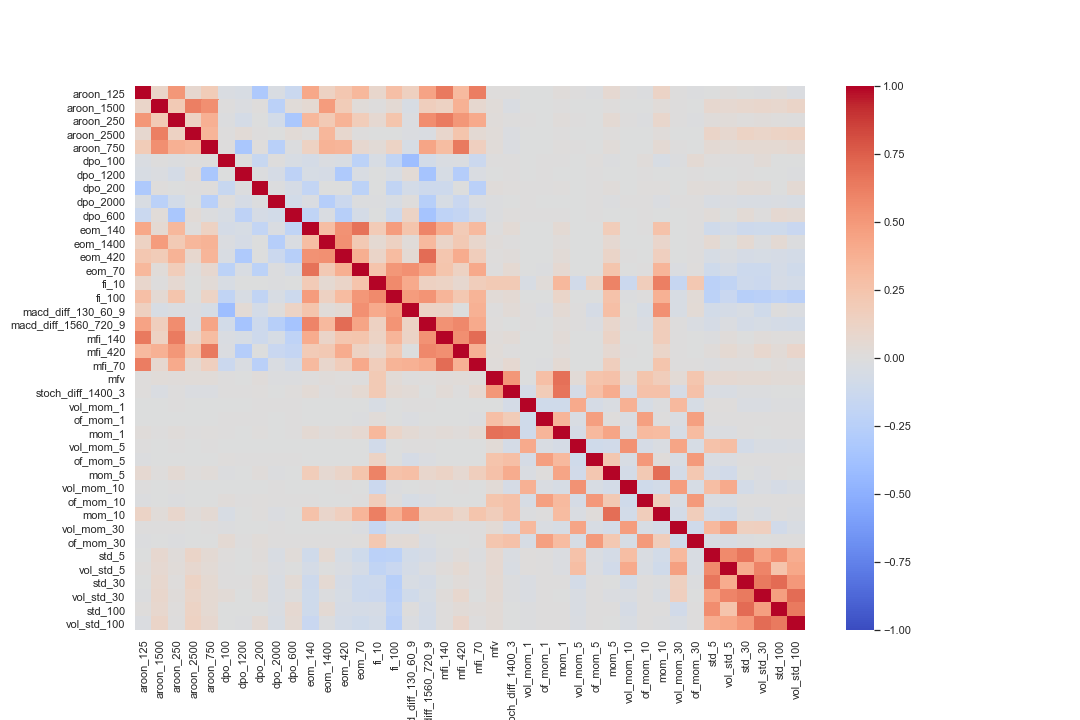 aroon_125
aroon_1500
aroon_250
aroon_2500
aroon_750
dpo_100
dpo_1200
dpo_200
dpo_2000
dpo_600
eom_140
eom_1400
eom_420
eom_70
fi_10
fi_100
macd_diff_130_60_9
macd_diff_1560_720_9
mfi_140
mfi_420
mfi_70
mfv
stoch_diff_1400_3
vol_mom_1
of_mom_1
mom_1
vol_mom_5
of_mom_5
mom_5
vol_mom_10
of_mom_10
mom_10
vol_mom_30
of_mom_30
std_5
vol_std_5
std_30
vol_std_30
std_100
vol_std_100
aroon_125
aroon_1500
aroon_250
aroon_2500
aroon_750
dpo_100
dpo_1200
dpo_200
dpo_2000
dpo_600
eom_140
eom_1400
eom_420
eom_70
fi_10
fi_100
d_diff_130_60_9
diff_1560_720_9
mfi_140
mfi_420
mfi_70
mfv
och_diff_1400_3
vol_mom_1
of_mom_1
mom_1
vol_mom_5
of_mom_5
mom_5
vol_mom_10
of_mom_10
mom_10
vol_mom_30
of_mom_30
std_5
vol_std_5
std_30
vol_std_30
std_100
vol_std_100
1.00
0.75
0.50
0.25
0.00
−0.25
−0.50
−0.75
−1.00